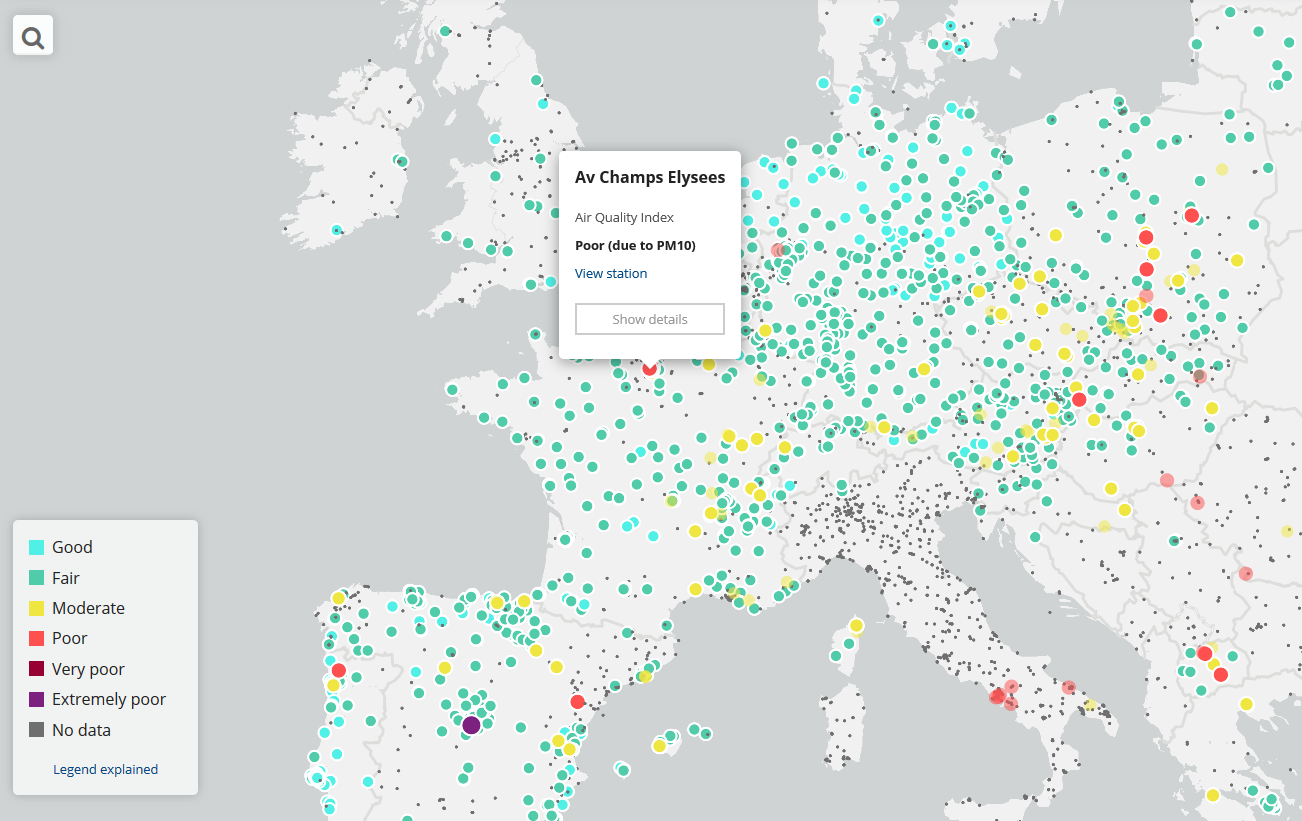 Av Champs Elysees
Air Quality Index
Poor (due to PM10)
View station
Show details
Good
Fair
Moderate
Poor
Very poor
Extremely poor
No data
Legend explained